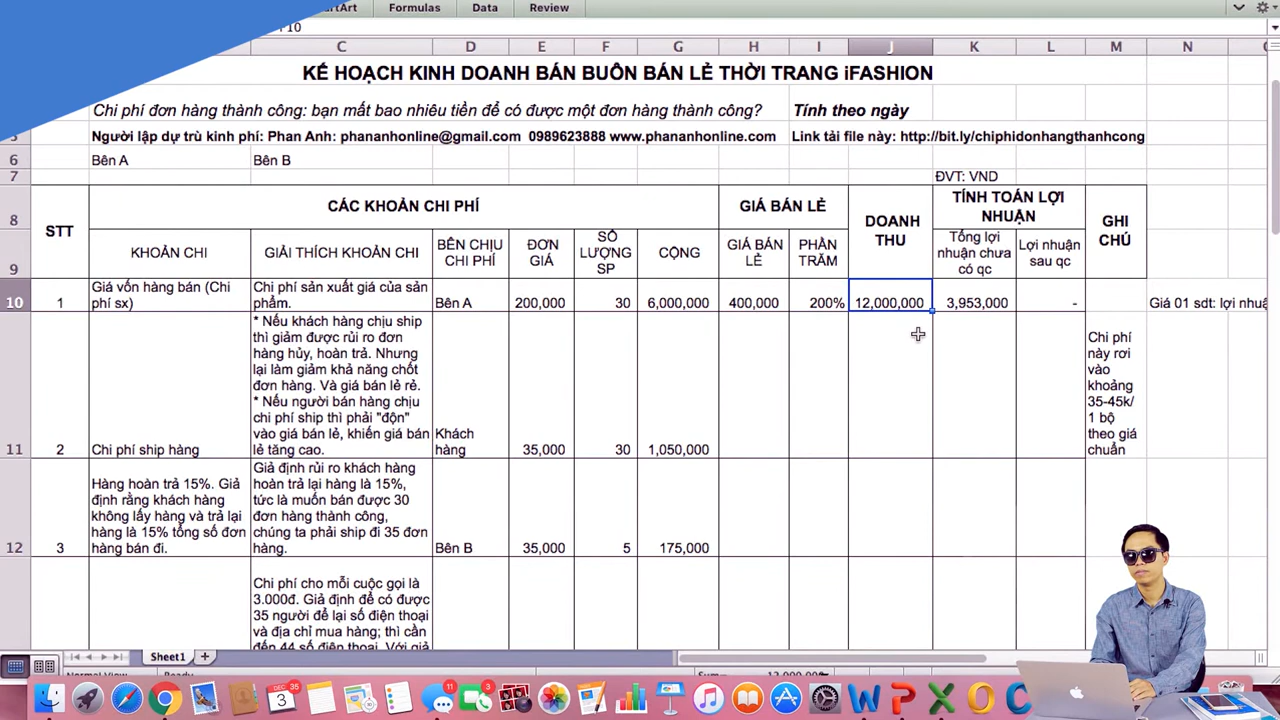 artArt Formulas Data Review
10
C D E F G H I J K L M N
KẾ HOẠCH KINH DOANH BÁN BUÔN BÁN LẺ THỜI TRANG iFASHION
Chi phí đơn hàng thành công: bạn mất bao nhiêu tiền để có được một đơn hàng thành công? Tính theo ngày
Người lập dự trù kinh phí: Phan Anh: phananhonline@gmail.com 0989623888 www.phananhonline.com Link tải file này: http://bit.ly/chiphidonhangthanhcong
6 Bên A Bên B
7 ĐVT: VND
8
STT
CÁC KHOẢN CHI PHÍ
GIÁ BÁN LẺ
DOANH
THU
TÍNH TOÁN LỢI
NHUẬN
GHI
CHÚ
9
KHOẢN CHI
GIẢI THÍCH KHOẢN CHI
BÊN CHỊU
CHI PHÍ
ĐƠN
GIÁ
SỐ
LƯỢNG
SP
CỘNG
GIÁ BÁN
LẺ
PHẦN
TRĂM
Tổng lợi
nhuận chưa
có qc
Lợi nhuận
sau qc
10
1
Giá vốn hàng bán (Chi
phí sx)
Chi phí sản xuất giá của sản
phẩm.
Bên A
200,000
30
6,000,000
400,000
200%
12,000,000
3,953,000
-
Giá 01 sdt: lợi nhuậ
11
2
Chi phí ship hàng
* Nếu khách hàng chịu ship
thì giảm được rủi ro đơn
hàng hủy, hoàn trả. Nhưng
lại làm giảm khả năng chốt
đơn hàng. Và giá bán lẻ rẻ.
* Nếu người bán hàng chịu
chi phí ship thì phải "độn"
vào giá bán lẻ, khiến giá bán
lẻ tăng cao.
Khách
hàng
35,000
30
1,050,000
Chi phí
này rơi
vào
khoảng
35-45k/
1 bộ
theo giá
chuẩn
12
3
Hàng hoàn trả 15%. Giả
định rằng khách hàng
không lấy hàng và trả lại
hàng là 15% tổng số đơn
hàng bán đi.
Giả định rủi ro khách hàng
hoàn trả lại hàng là 15%,
tức là muốn bán được 30
đơn hàng thành công,
chúng ta phải ship đi 35 đơn
hàng.
Bên B
35,000
5
175,000
Chi phí cho mỗi cuộc gọi là
3.000đ. Giả định để có được
35 người để lại số điện thoại
và địa chỉ mua hàng; thì cần
đến 44 số điện thoại. Với giả
Sheet1